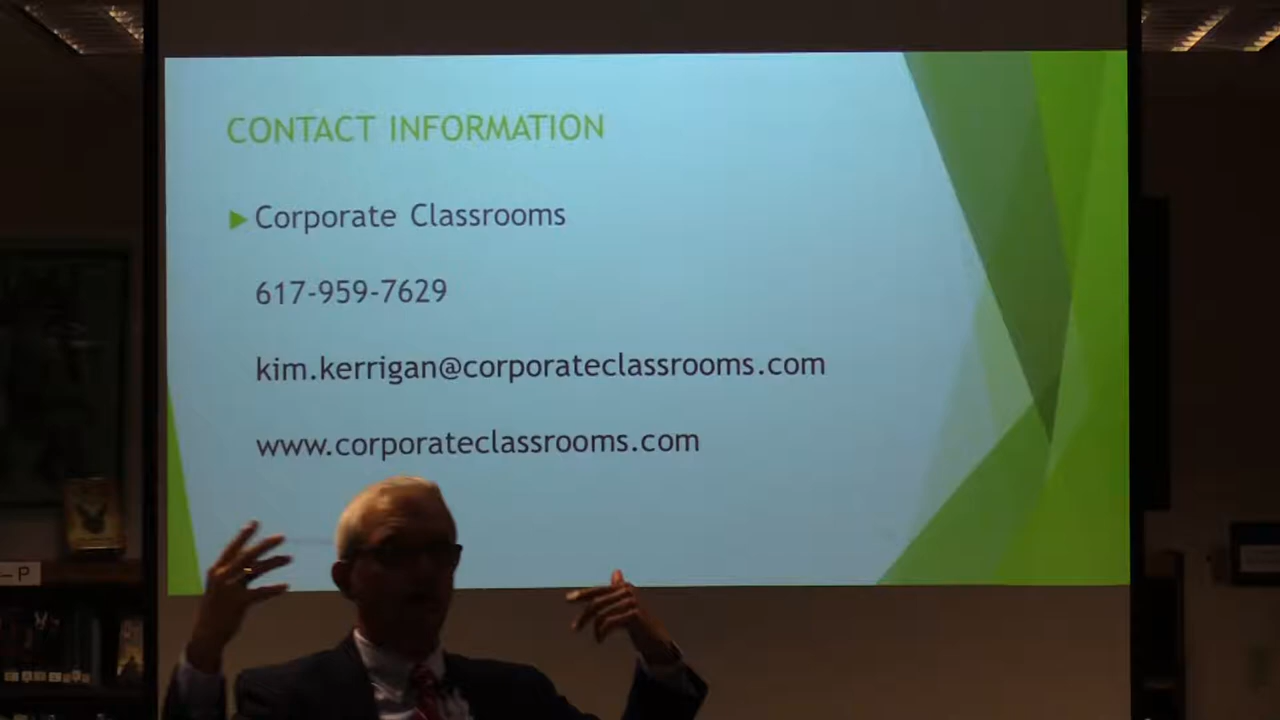 CONTACT INFORMATION
Corporate Classrooms
617-959-7629
kim.kerrigan@corporateclassrooms.com
www.corporateclassrooms.com
–P